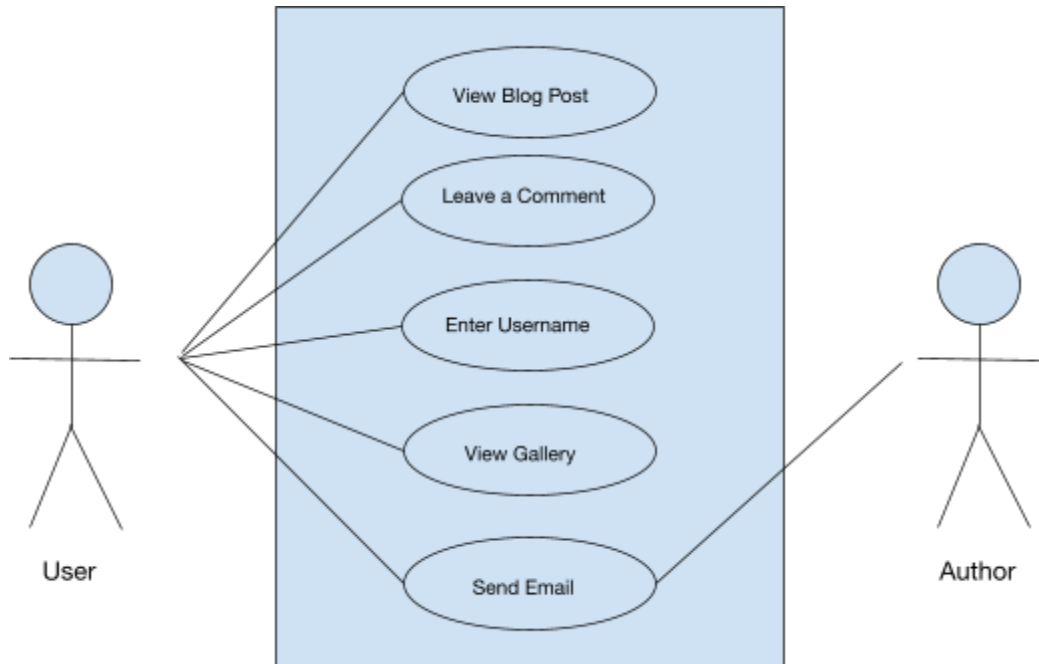 View Blog Post
Leave a Comment
Enter Username
View Gallery
Send Email
User
Author